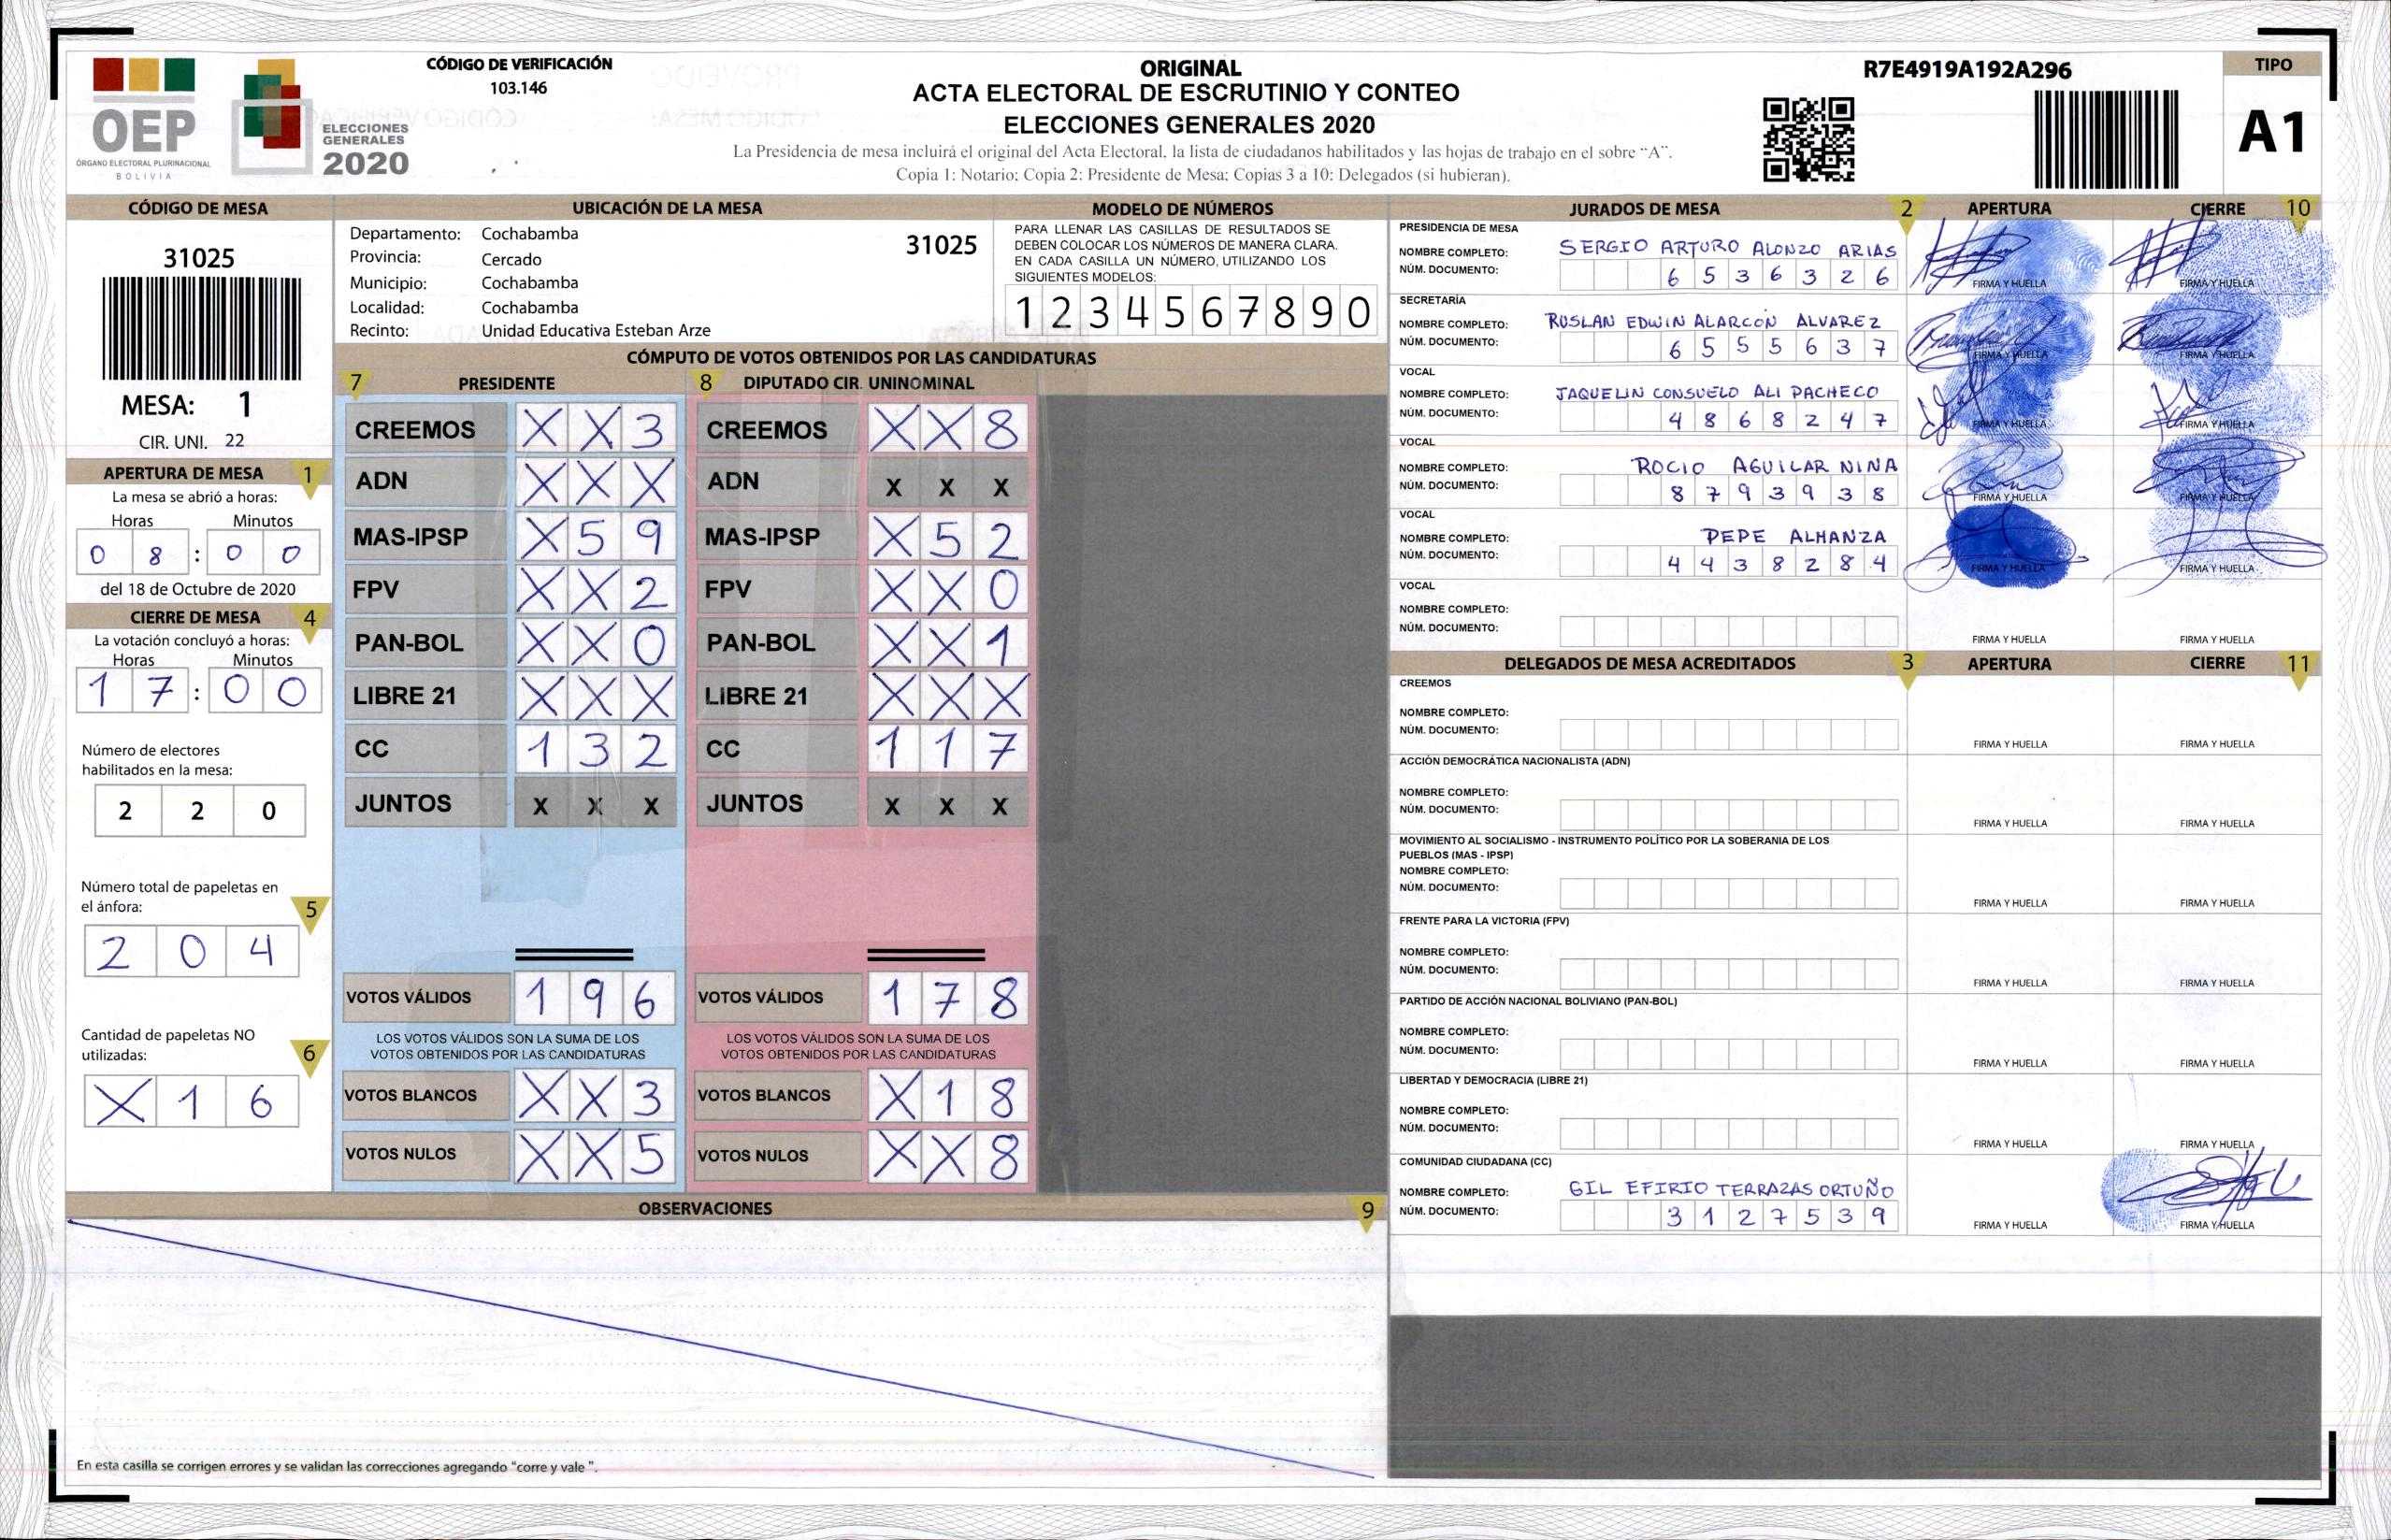 OEP
ÓRGANO ELECTORAL PLURINACIONAL
BOLIVIA
ELECCIONES
GENERALES
2020
CÓDIGO DE VERIFICACIÓN
103.146
ORIGINAL
ACTA ELECTORAL DE ESCRUTINIO Y CONTEO
ELECCIONES GENERALES 2020
La Presidencia de mesa incluirá el original del Acta Electoral, la lista de ciudadanos habilitados y las hojas de trabajo en el sobre “A”.
Copia 1: Notario; Copia 2: Presidente de Mesa; Copias 3 a 10: Delegados (si hubieran).
R7E4919A192A296
TIPO
A1
CÓDIGO DE MESA
31025
MESA: 1
CIR. UNI. 22
APERTURA DE MESA 1
La mesa se abrió a horas:
Horas Minutos
0 8 : 0 0
del 18 de Octubre de 2020
CIERRE DE MESA 4
La votación concluyó a horas:
Horas Minutos
1 7 : 0 0
Número de electores
habilitados en la mesa:
2 2 0
Número total de papeletas en
el ánfora: 5
2 0 4
Cantidad de papeletas NO
utilizadas: 6
X 1 6
UBICACIÓN DE LA MESA
Departamento: Cochabamba
31025
Provincia: Cercado
Municipio: Cochabamba
Localidad: Cochabamba
Recinto: Unidad Educativa Esteban Arze
MODELO DE NÚMEROS
PARA LLENAR LAS CASILLAS DE RESULTADOS SE
DEBEN COLOCAR LOS NÚMEROS DE MANERA CLARA.
EN CADA CASILLA UN NÚMERO, UTILIZANDO LOS
SIGUIENTES MODELOS:
1 2 3 4 5 6 7 8 9 0
CÓMPUTO DE VOTOS OBTENIDOS POR LAS CANDIDATURAS
7 PRESIDENTE
CREEMOS X X 3
ADN X X X
MAS-IPSP X 5 9
FPV X X 2
PAN-BOL X X 0
LIBRE 21 X X X
CC 1 3 2
JUNTOS X X X
VOTOS VÁLIDOS 1 9 6
LOS VOTOS VÁLIDOS SON LA SUMA DE LOS
VOTOS OBTENIDOS POR LAS CANDIDATURAS
VOTOS BLANCOS X X 3
VOTOS NULOS X X 5
8 DIPUTADO CIR. UNINOMINAL
CREEMOS X X 8
ADN X X X
MAS-IPSP X 5 2
FPV X X 0
PAN-BOL X X 1
LIBRE 21 X X X
CC 1 1 7
JUNTOS X X X
VOTOS VÁLIDOS 1 7 8
LOS VOTOS VÁLIDOS SON LA SUMA DE LOS
VOTOS OBTENIDOS POR LAS CANDIDATURAS
VOTOS BLANCOS X 1 8
VOTOS NULOS X X 8
OBSERVACIONES 9
En esta casilla se corrigen errores y se validan las correcciones agregando "corre y vale ".
JURADOS DE MESA 2 APERTURA CIERRE 10
PRESIDENCIA DE MESA
NOMBRE COMPLETO: SERGIO ARTURO ALONZO ARIAS
NÚM. DOCUMENTO: 6 5 3 6 3 2 6
FIRMA Y HUELLA FIRMA Y HUELLA
SECRETARÍA
NOMBRE COMPLETO: RUSLAN EDWIN ALARCON ALVAREZ
NÚM. DOCUMENTO: 6 5 5 5 6 3 7
FIRMA Y HUELLA FIRMA Y HUELLA
VOCAL
NOMBRE COMPLETO: JAQUELIN CONSUELO ALI PACHECO
NÚM. DOCUMENTO: 4 8 6 8 2 4 7
FIRMA Y HUELLA FIRMA Y HUELLA
VOCAL
NOMBRE COMPLETO: ROCIO AGUILAR NINA
NÚM. DOCUMENTO: 8 7 9 3 9 3 8
FIRMA Y HUELLA FIRMA Y HUELLA
VOCAL
NOMBRE COMPLETO: PEPE ALMANZA
NÚM. DOCUMENTO: 4 4 3 8 2 8 4
FIRMA Y HUELLA FIRMA Y HUELLA
VOCAL
NOMBRE COMPLETO:
NÚM. DOCUMENTO:
FIRMA Y HUELLA FIRMA Y HUELLA
DELEGADOS DE MESA ACREDITADOS 3 APERTURA CIERRE 11
CREEMOS
NOMBRE COMPLETO:
NÚM. DOCUMENTO:
FIRMA Y HUELLA FIRMA Y HUELLA
ACCIÓN DEMOCRÁTICA NACIONALISTA (ADN)
NOMBRE COMPLETO:
NÚM. DOCUMENTO:
FIRMA Y HUELLA FIRMA Y HUELLA
MOVIMIENTO AL SOCIALISMO - INSTRUMENTO POLÍTICO POR LA SOBERANIA DE LOS
PUEBLOS (MAS - IPSP)
NOMBRE COMPLETO:
NÚM. DOCUMENTO:
FIRMA Y HUELLA FIRMA Y HUELLA
FRENTE PARA LA VICTORIA (FPV)
NOMBRE COMPLETO:
NÚM. DOCUMENTO:
FIRMA Y HUELLA FIRMA Y HUELLA
PARTIDO DE ACCIÓN NACIONAL BOLIVIANO (PAN-BOL)
NOMBRE COMPLETO:
NÚM. DOCUMENTO:
FIRMA Y HUELLA FIRMA Y HUELLA
LIBERTAD Y DEMOCRACIA (LIBRE 21)
NOMBRE COMPLETO:
NÚM. DOCUMENTO:
FIRMA Y HUELLA FIRMA Y HUELLA
COMUNIDAD CIUDADANA (CC)
NOMBRE COMPLETO: GIL EFIRIO TERRAZAS ORTUÑO
NÚM. DOCUMENTO: 3 1 2 7 5 3 9
FIRMA Y HUELLA FIRMA Y HUELLA